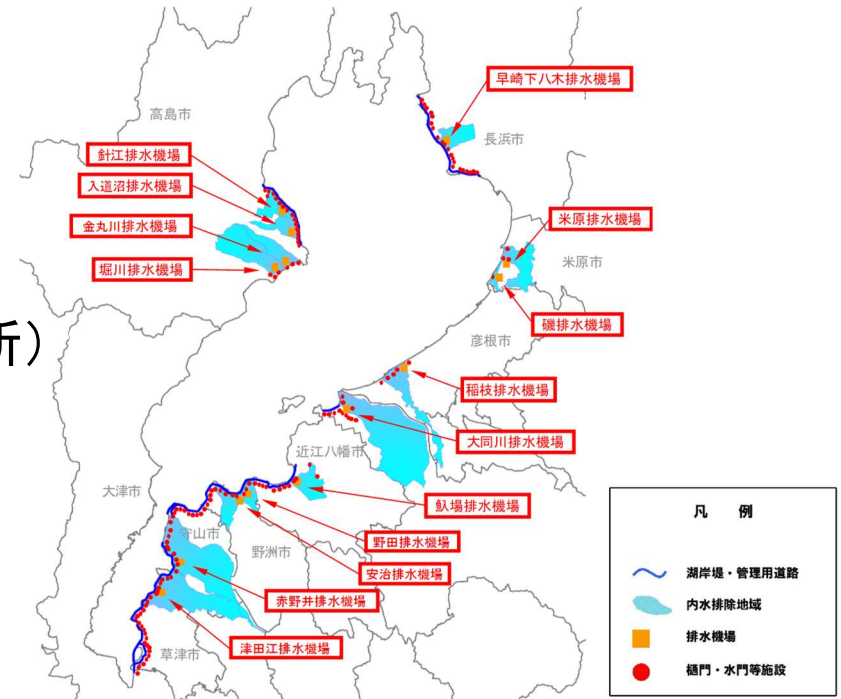 早崎下八木排水機場
高島市
長浜市
針江排水機場
入道沼排水機場
金丸川排水機場
堀川排水機場
米原排水機場
米原市
磯排水機場
彦根市
所）
稲枝排水機場
大同川排水機場
近江八幡市
大津市
魞場排水機場
守山市
野田排水機場
野洲市
安治排水機場
赤野井排水機場
津田江排水機場
草津市
凡 例
湖岸堤・管理用道路
内水排除地域
排水機場
樋門・水門等施設